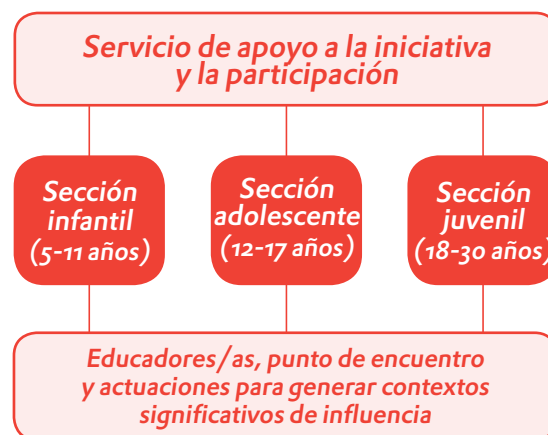 Servicio de apoyo a la iniciativa
y la participación
Sección
infantil
(5-11 años)
Sección
adolescente
(12-17 años)
Sección
juvenil
(18-30 años)
Educadores/as, punto de encuentro
y actuaciones para generar contextos
significativos de influencia